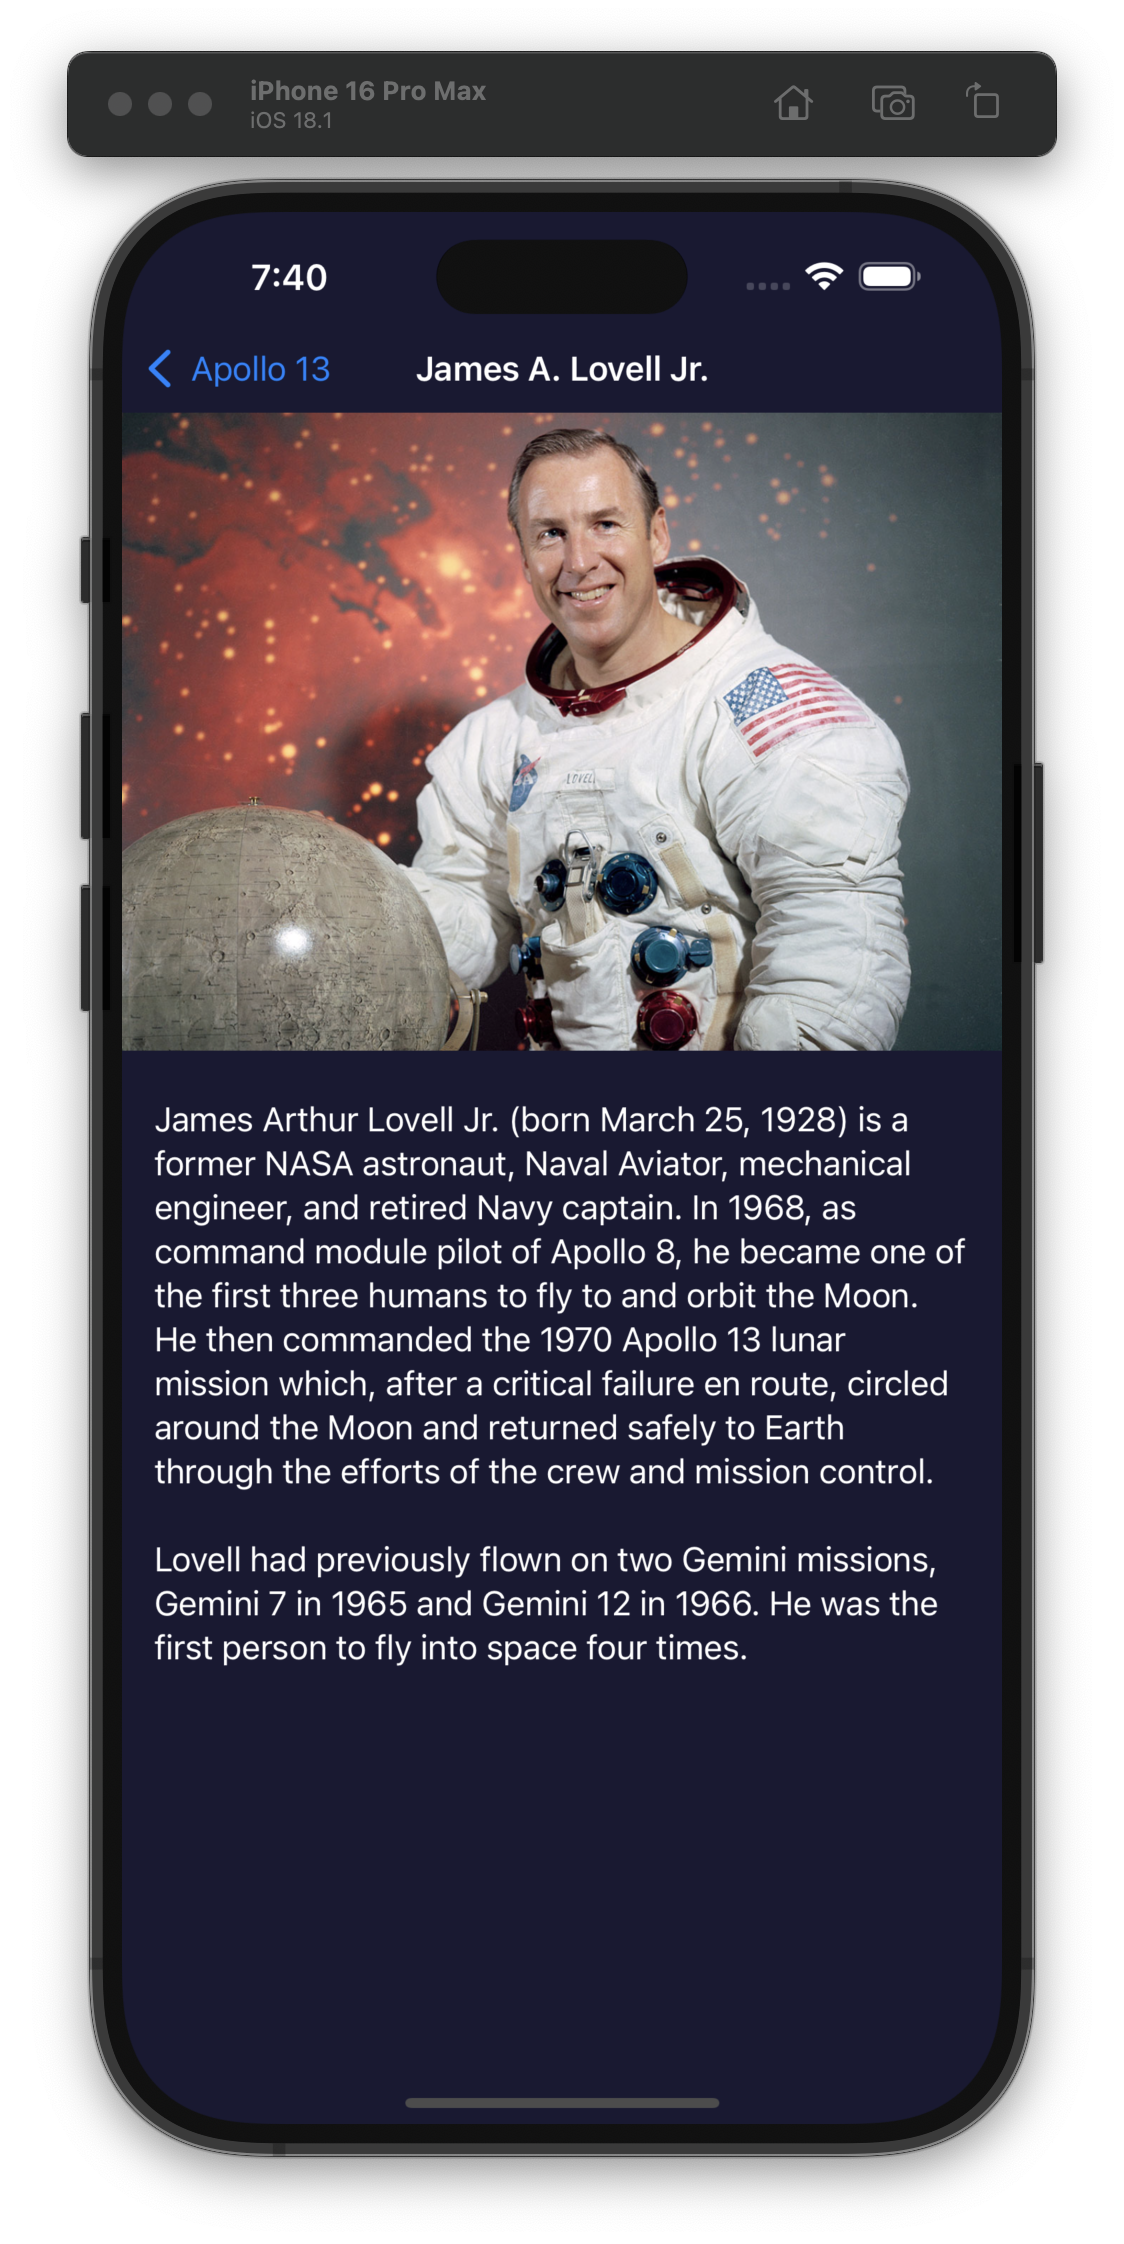 iPhone 16 Pro Max
iOS 18.1
7:40
Apollo 13
James A. Lovell Jr.
LOVELL
James Arthur Lovell Jr. (born March 25, 1928) is a
former NASA astronaut, Naval Aviator, mechanical
engineer, and retired Navy captain. In 1968, as
command module pilot of Apollo 8, he became one of
the first three humans to fly to and orbit the Moon.
He then commanded the 1970 Apollo 13 lunar
mission which, after a critical failure en route, circled
around the Moon and returned safely to Earth
through the efforts of the crew and mission control.
Lovell had previously flown on two Gemini missions,
Gemini 7 in 1965 and Gemini 12 in 1966. He was the
first person to fly into space four times.